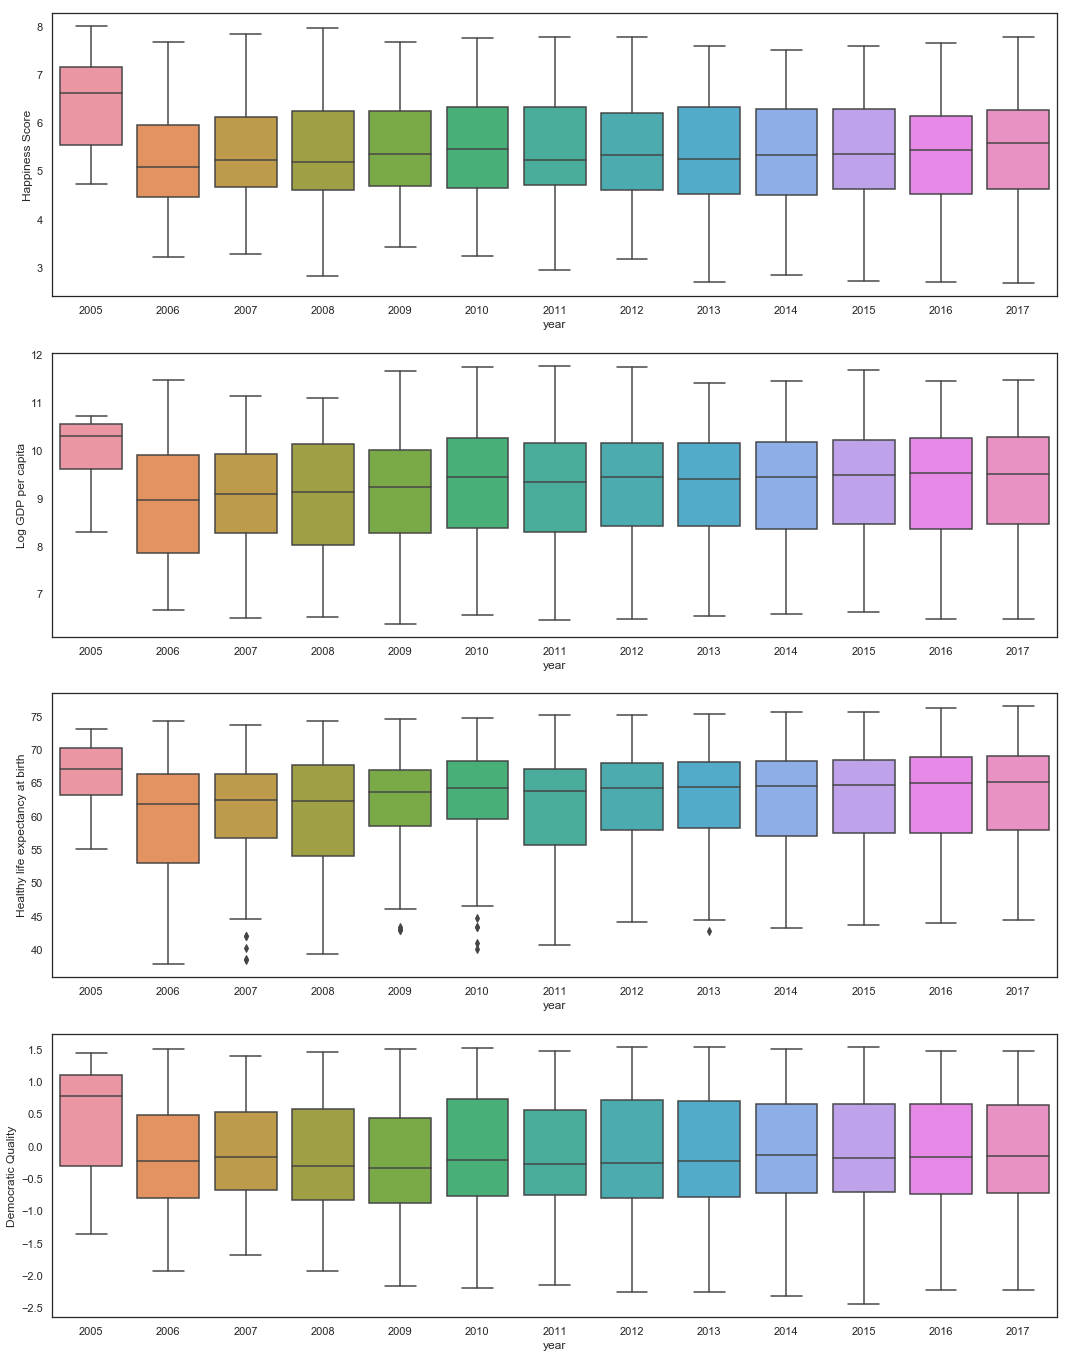 8
7
6
5
4
3
Happiness Score
2005 2006 2007 2008 2009 2010 2011 2012 2013 2014 2015 2016 2017
year
12
11
10
9
8
7
Log GDP per capita
2005 2006 2007 2008 2009 2010 2011 2012 2013 2014 2015 2016 2017
year
75
70
65
60
55
50
45
40
Healthy life expectancy at birth
2005 2006 2007 2008 2009 2010 2011 2012 2013 2014 2015 2016 2017
year
1.5
1.0
0.5
0.0
−0.5
−1.0
−1.5
−2.0
−2.5
Democratic Quality
2005 2006 2007 2008 2009 2010 2011 2012 2013 2014 2015 2016 2017
year